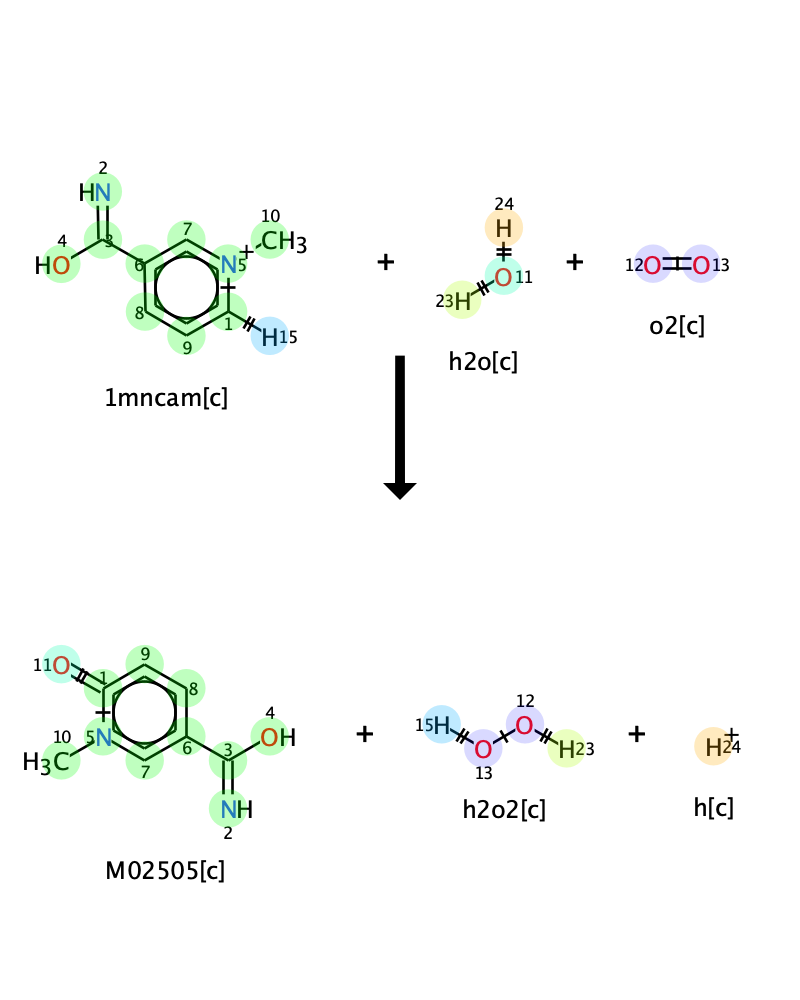 2
HN
10
4
3
7
CH3
+
24
H
HO
6
N5
+
+
12O=O13
O11
23H
8
1
9
H15
o2[c]
h2o[c]
1mncam[c]
9
11O
1
8
12
4
15H
O
+
10
5N
6
3
OH
+
O
H23
+
H24
+
H3C
7
13
NH
2
h2o2[c]
h[c]
M02505[c]